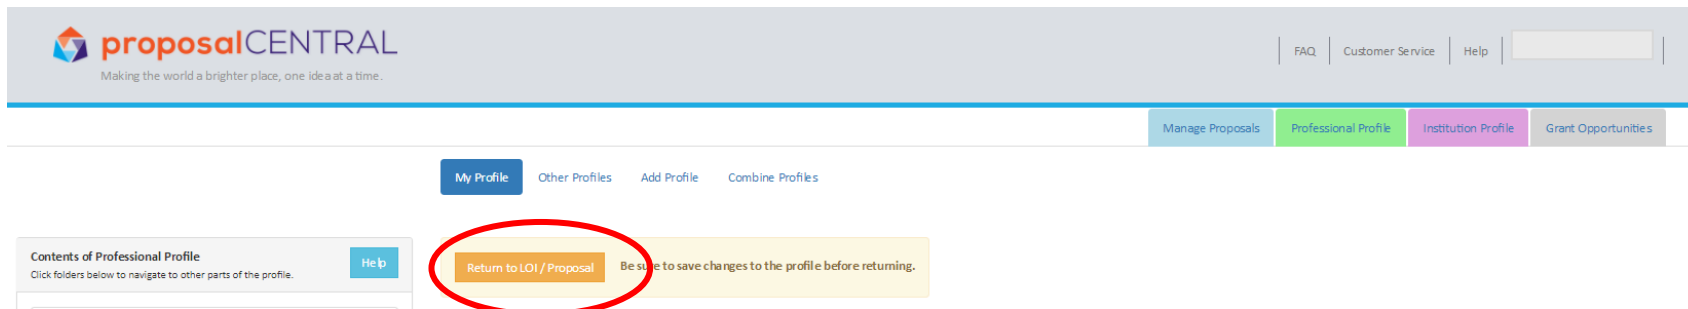 proposalCENTRAL
Making the world a brighter place, one idea at a time.
FAQ Customer Service Help
Manage Proposals Professional Profile Institution Profile Grant Opportunities
My Profile Other Profiles Add Profile Combine Profiles
Contents of Professional Profile
Click folders below to navigate to other parts of the profile.
Help
Return to LOI / Proposal Be sure to save changes to the profile before returning.